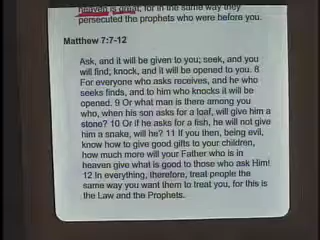 heaven is great; for in the same way they
persecuted the prophets who were before you.
Matthew 7:7-12
Ask, and it will be given to you; seek, and you
will find; knock, and it will be opened to you. 8
For everyone who asks receives, and he who
seeks finds, and to him who knocks it will be
opened. 9 Or what man is there among you
who, when his son asks for a loaf, will give him a
stone? 10 Or if he asks for a fish, he will not give
him a snake, will he? 11 If you then, being evil,
know how to give good gifts to your children,
how much more will your Father who is in
heaven give what is good to those who ask Him!
12 In everything, therefore, treat people the
same way you want them to treat you, for this is
the Law and the Prophets.